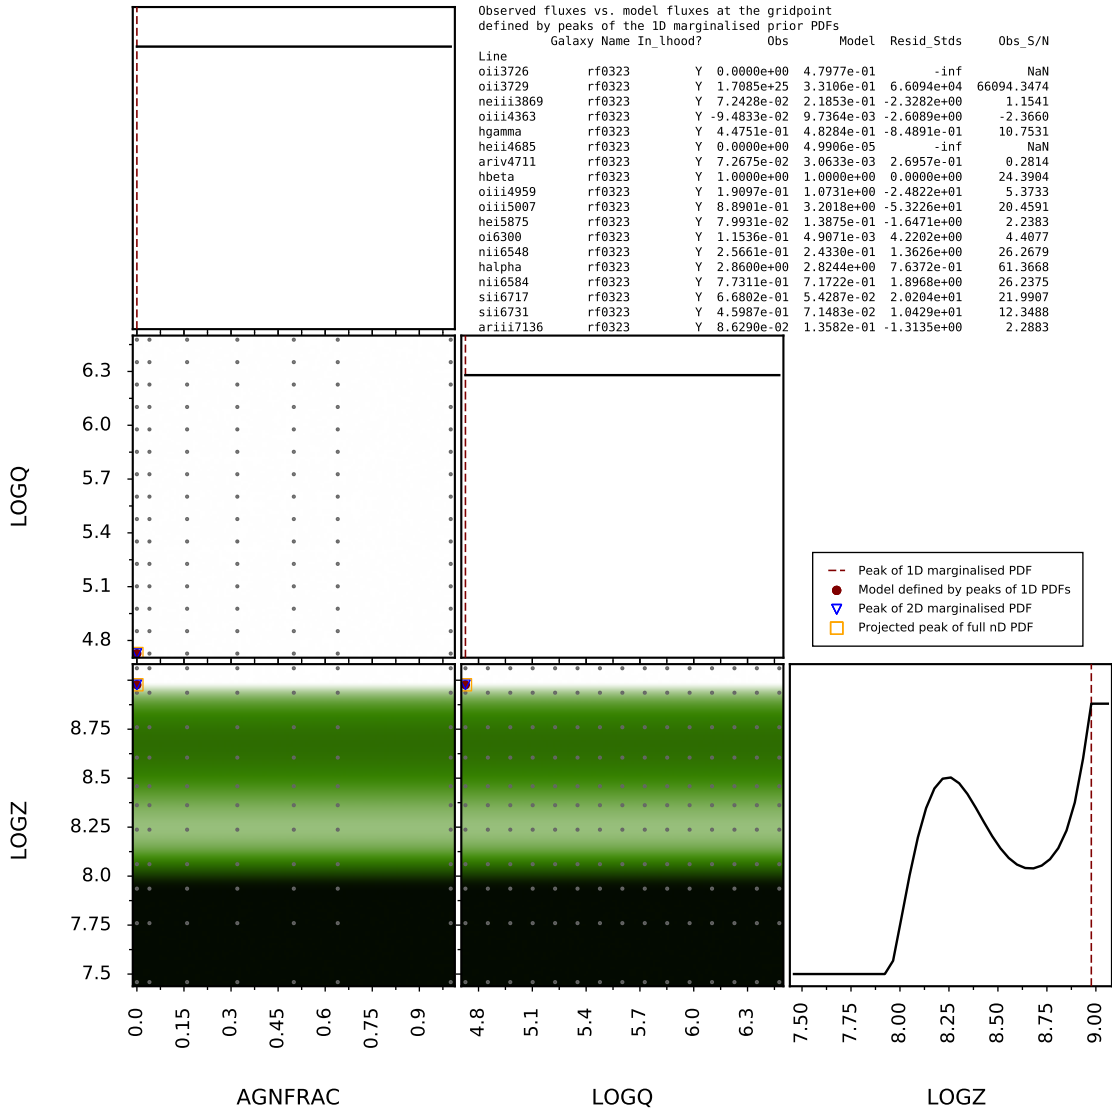 Observed fluxes vs. model fluxes at the gridpoint
defined by peaks of the 1D marginalised prior PDFs
Galaxy Name In_lhood? Obs Model Resid_Stds Obs_S/N
Line
oii3726 rf0323 Y 0.0000e+00 4.7977e-01 -inf NaN
oii3729 rf0323 Y 1.7085e+25 3.3106e-01 6.6094e+04 66094.3474
neiii3869 rf0323 Y 7.2428e-02 2.1853e-01 -2.3282e+00 1.1541
oiii4363 rf0323 Y -9.4833e-02 9.7364e-03 -2.6089e+00 -2.3660
hgamma rf0323 Y 4.4751e-01 4.8284e-01 -8.4891e-01 10.7531
heii4685 rf0323 Y 0.0000e+00 4.9906e-05 -inf NaN
ariv4711 rf0323 Y 7.2675e-02 3.0633e-03 2.6957e-01 0.2814
hbeta rf0323 Y 1.0000e+00 1.0000e+00 0.0000e+00 24.3904
oiii4959 rf0323 Y 1.9097e-01 1.0731e+00 -2.4822e+01 5.3733
oiii5007 rf0323 Y 8.8901e-01 3.2018e+00 -5.3226e+01 20.4591
hei5875 rf0323 Y 7.9931e-02 1.3875e-01 -1.6471e+00 2.2383
oi6300 rf0323 Y 1.1536e-01 4.9071e-03 4.2202e+00 4.4077
nii6548 rf0323 Y 2.5661e-01 2.4330e-01 1.3626e+00 26.2679
halpha rf0323 Y 2.8600e+00 2.8244e+00 7.6372e-01 61.3668
nii6584 rf0323 Y 7.7311e-01 7.1722e-01 1.8968e+00 26.2375
sii6717 rf0323 Y 6.6802e-01 5.4287e-02 2.0204e+01 21.9907
sii6731 rf0323 Y 4.5987e-01 7.1483e-02 1.0429e+01 12.3488
ariii7136 rf0323 Y 8.6290e-02 1.3582e-01 -1.3135e+00 2.2883
6.3
6.0
5.7
5.4
5.1
4.8
LOGQ
Peak of 1D marginalised PDF
Model defined by peaks of 1D PDFs
Peak of 2D marginalised PDF
Projected peak of full nD PDF
8.75
8.5
8.25
8.0
7.75
7.5
LOGZ
0.0 0.15 0.3 0.45 0.6 0.75 0.9
4.8 5.1 5.4 5.7 6.0 6.3
7.50 7.75 8.00 8.25 8.50 8.75 9.00
AGNFRAC LOGQ LOGZ